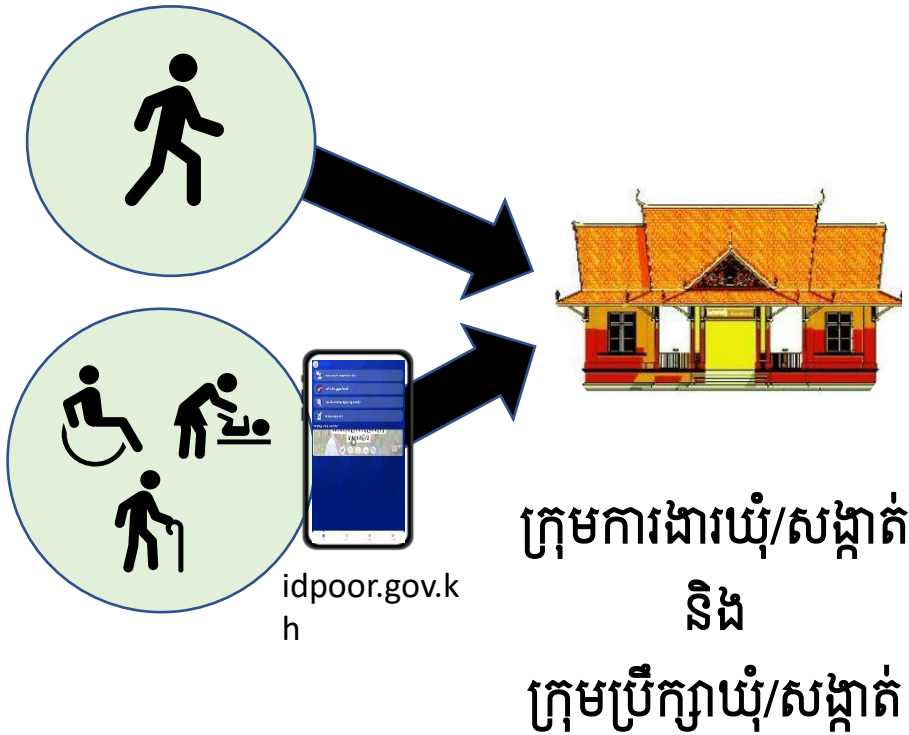 idpoor.gov.k
h
ក្រុមការងារឃុំ/សង្កាត់
និង
ក្រុមប្រឹក្សាឃុំ/សង្កាត់